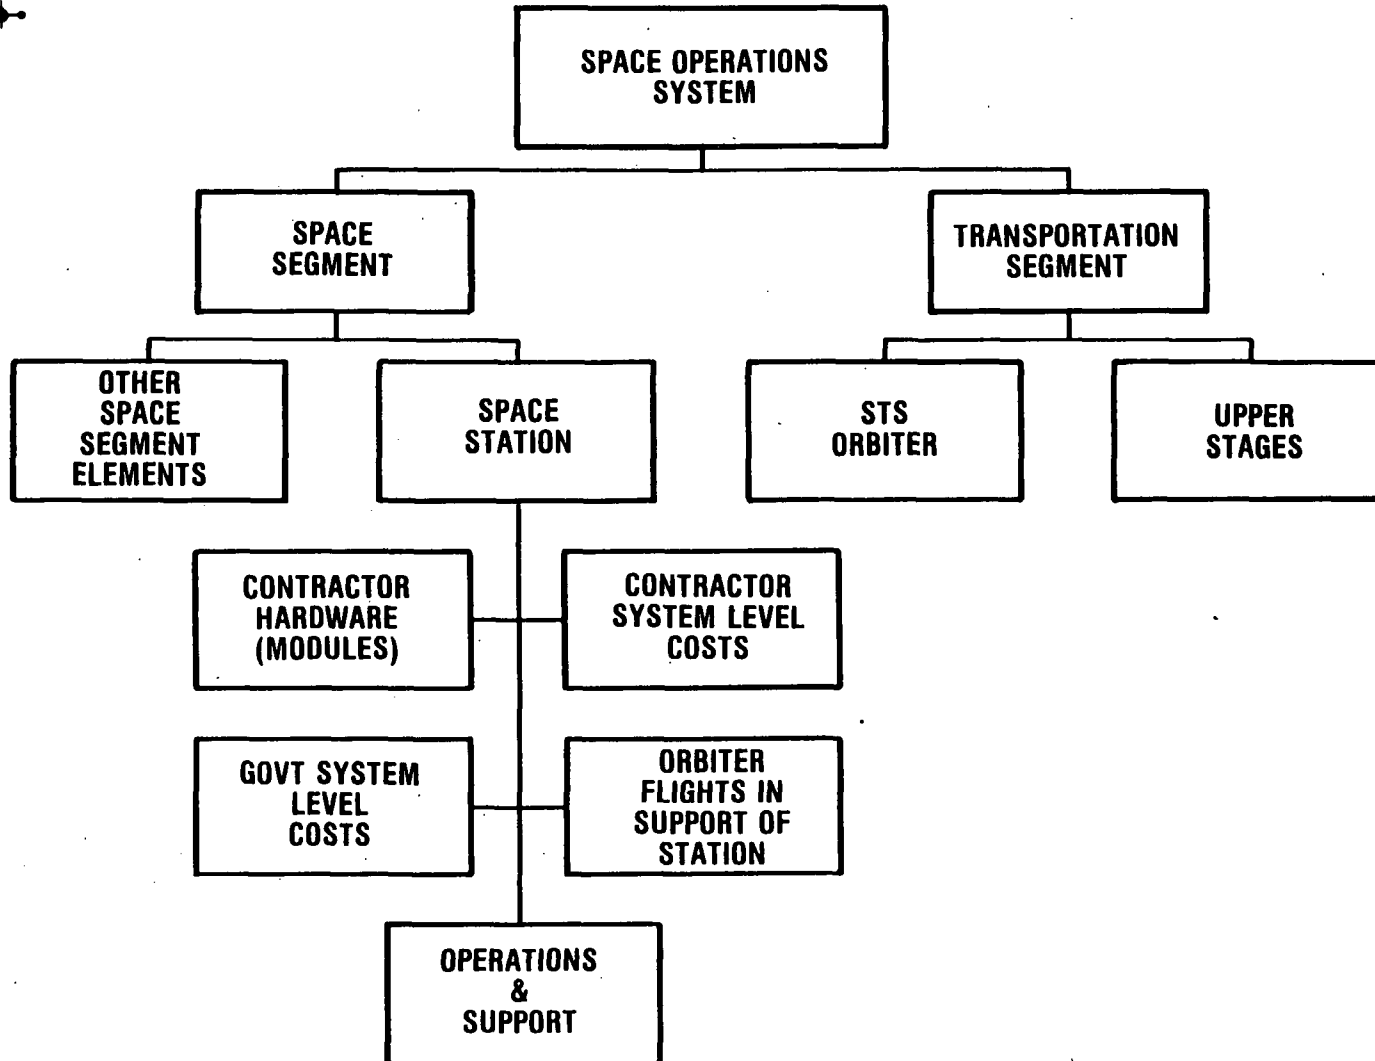 SPACE OPERATIONS
SYSTEM
SPACE
SEGMENT
TRANSPORTATION
SEGMENT
OTHER
SPACE
SEGMENT
ELEMENTS
SPACE
STATION
STS
ORBITER
UPPER
STAGES
CONTRACTOR
HARDWARE
(MODULES)
CONTRACTOR
SYSTEM LEVEL
COSTS
GOVT SYSTEM
LEVEL
COSTS
ORBITER
FLIGHTS IN
SUPPORT OF
STATION
OPERATIONS
&
SUPPORT